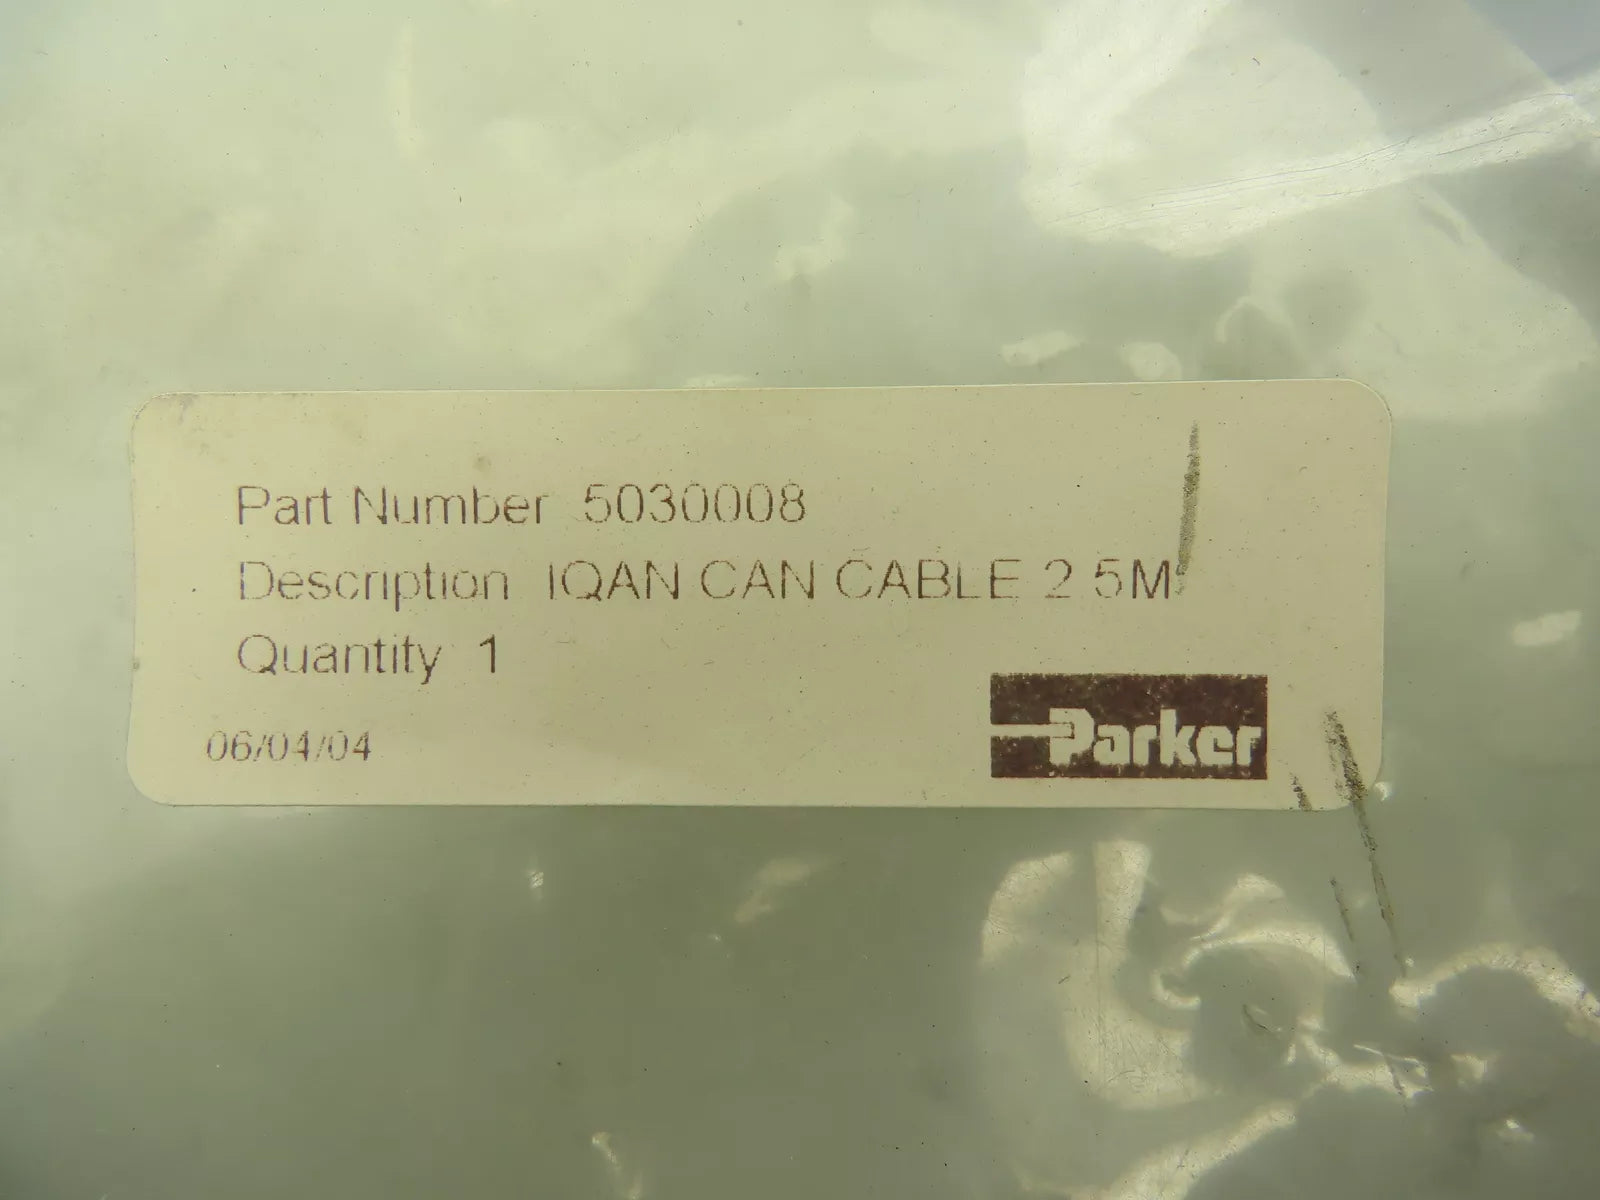 Part Number 5030008
Description IQAN CAN CABLE 2 5M
Quantity 1
06/04/04
Parker